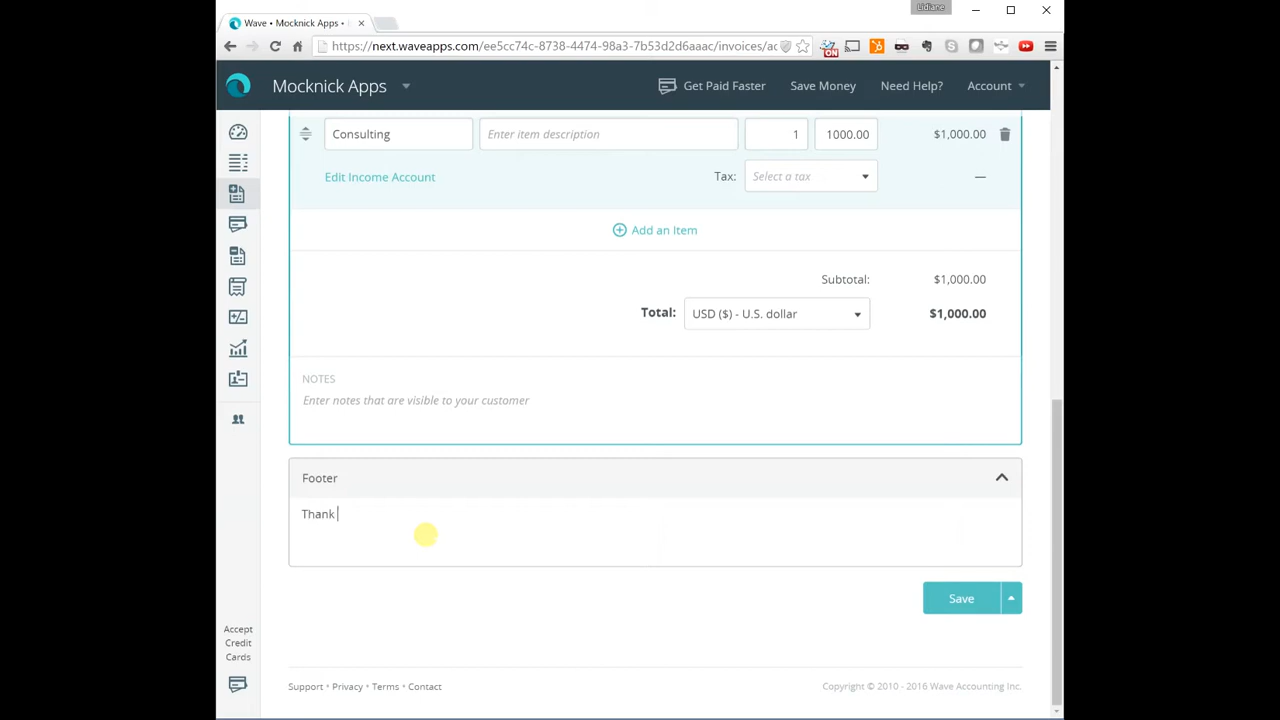 Lidiane
Wave • Mocknick Apps •
https://next.waveapps.com/ee5cc74c-8738-4474-98a3-7b53d2d6aaac/invoices/ac
ON
Mocknick Apps
Get Paid Faster
Save Money
Need Help?
Account
Consulting
Enter item description
1
1000.00
$1,000.00
Edit Income Account
Tax:
Select a tax
—
Add an Item
Subtotal:
$1,000.00
Total:
USD ($) - U.S. dollar
$1,000.00
NOTES
Enter notes that are visible to your customer
Footer
Thank
Save
Accept
Credit
Cards
Support • Privacy • Terms • Contact
Copyright © 2010 - 2016 Wave Accounting Inc.